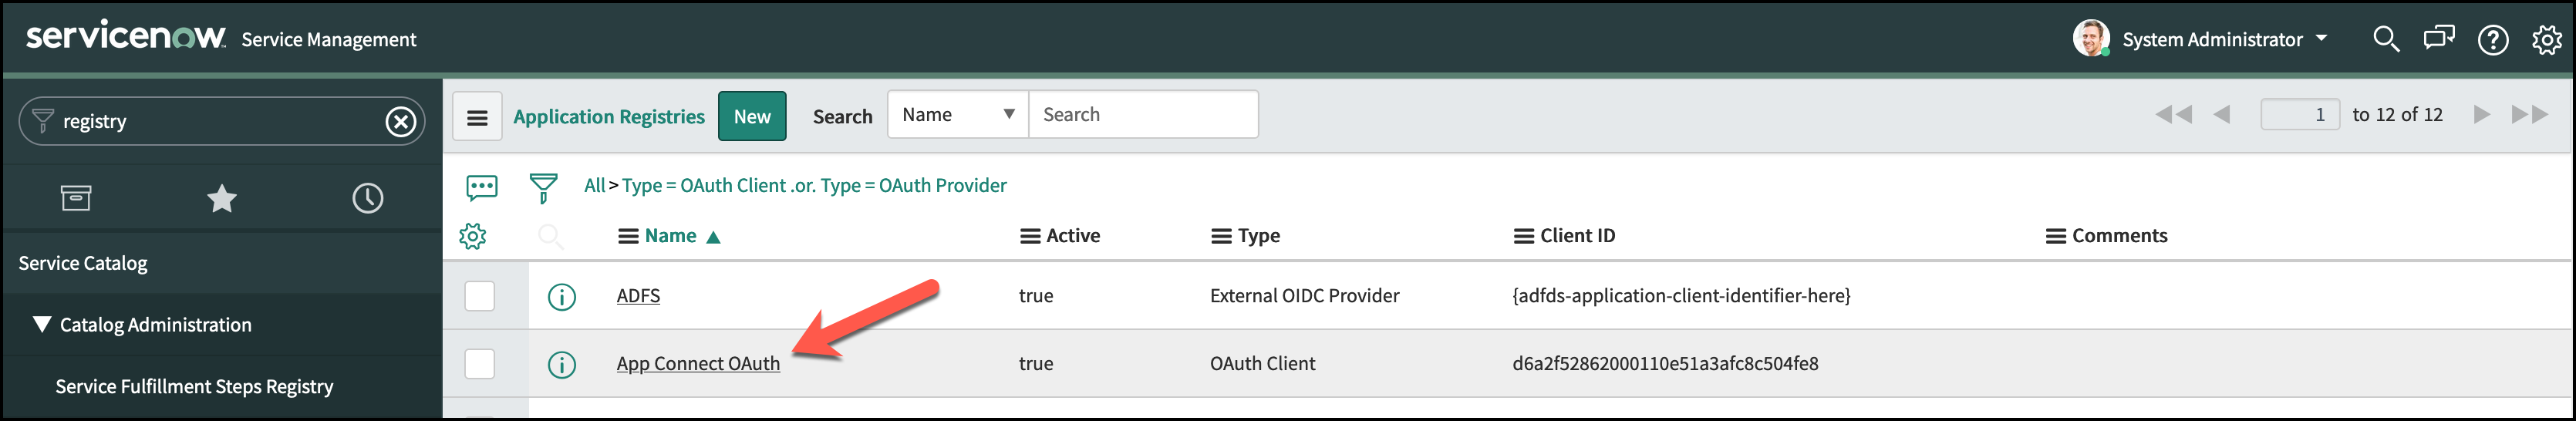 servicenow™ Service Management
System Administrator
registry
Application Registries New Search Name Search 1 to 12 of 12
All > Type = OAuth Client .or. Type = OAuth Provider
Name Active Type Client ID Comments
Service Catalog
ADFS true External OIDC Provider {adfds-application-client-identifier-here}
Catalog Administration
App Connect OAuth true OAuth Client d6a2f52862000110e51a3afc8c504fe8
Service Fulfillment Steps Registry